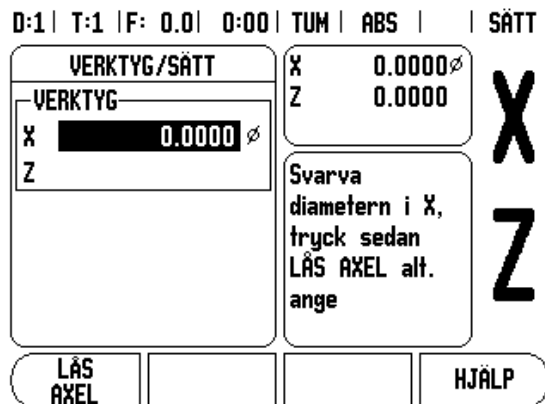 D:1 | T:1 | F: 0.0 | 0:00 | TUM | ABS | | SÄTT
VERKTYG/SÄTT
VERKTYG
X 0.0000 ⌀
Z
X 0.0000⌀
Z 0.0000
Svarva
diametern i X,
tryck sedan
LÅS AXEL alt.
ange
X
Z
LÅS
AXEL
HJÄLP